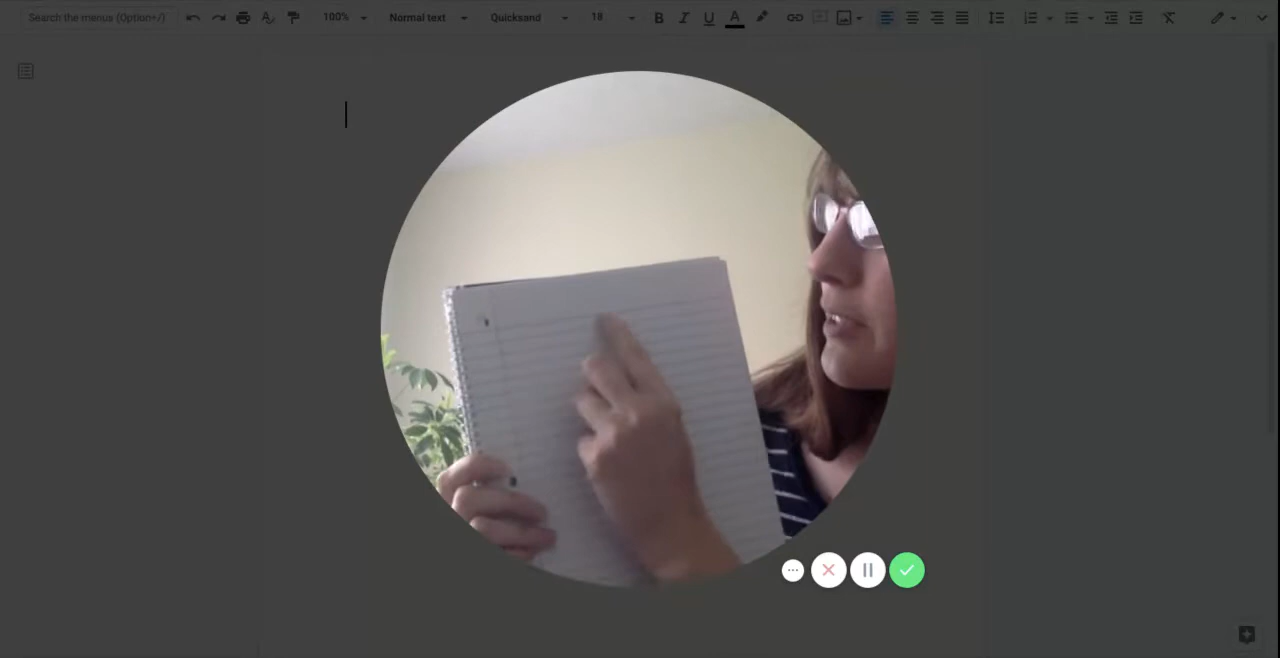 Search the menus (Option+/) 100% Normal text Quicksand 18 B I U A